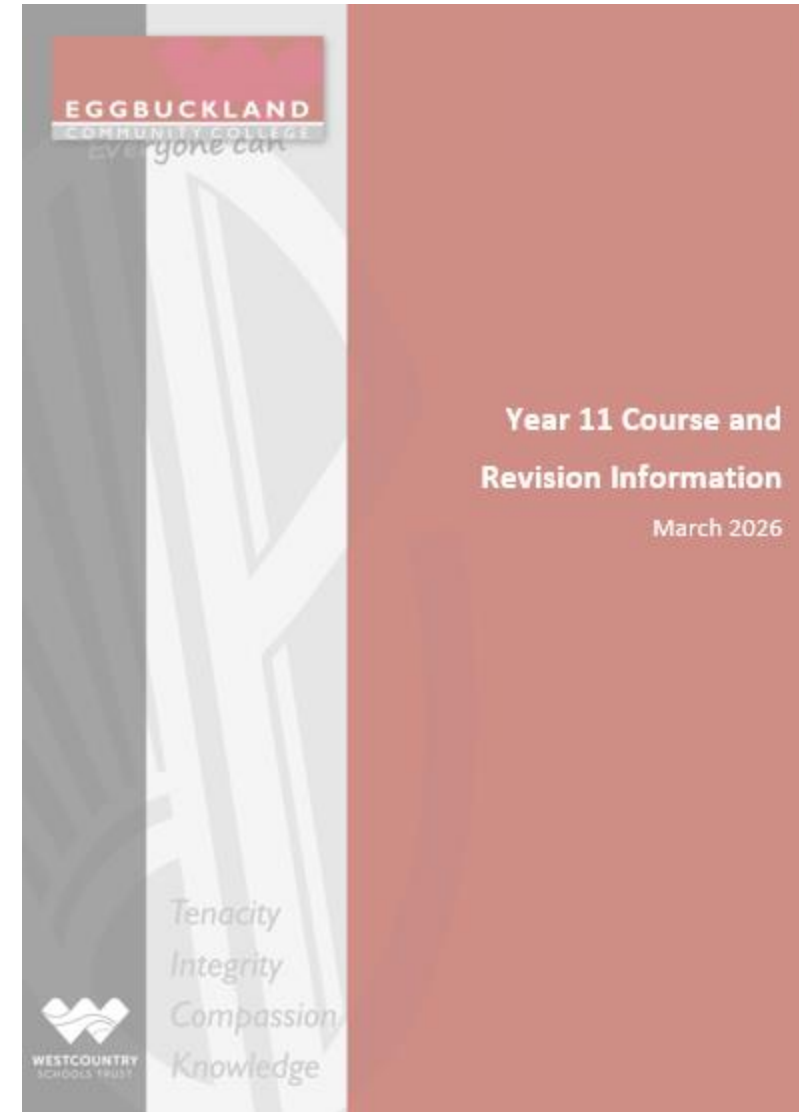 EGGBUCKLAND
COMMUNITY COLLEGE
Everyone can
Year 11 Course and
Revision Information
March 2026
Tenacity
Integrity
Compassion
Knowledge
WESTCOUNTRY
SCHOOLS TRUST